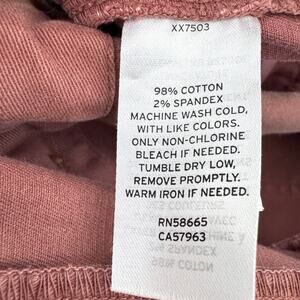 XX7503
98% COTTON
2% SPANDEX
MACHINE WASH COLD,
WITH LIKE COLORS.
ONLY NON-CHLORINE
BLEACH IF NEEDED.
TUMBLE DRY LOW,
REMOVE PROMPTLY.
WARM IRON IF NEEDED.
RN58665
CA57963